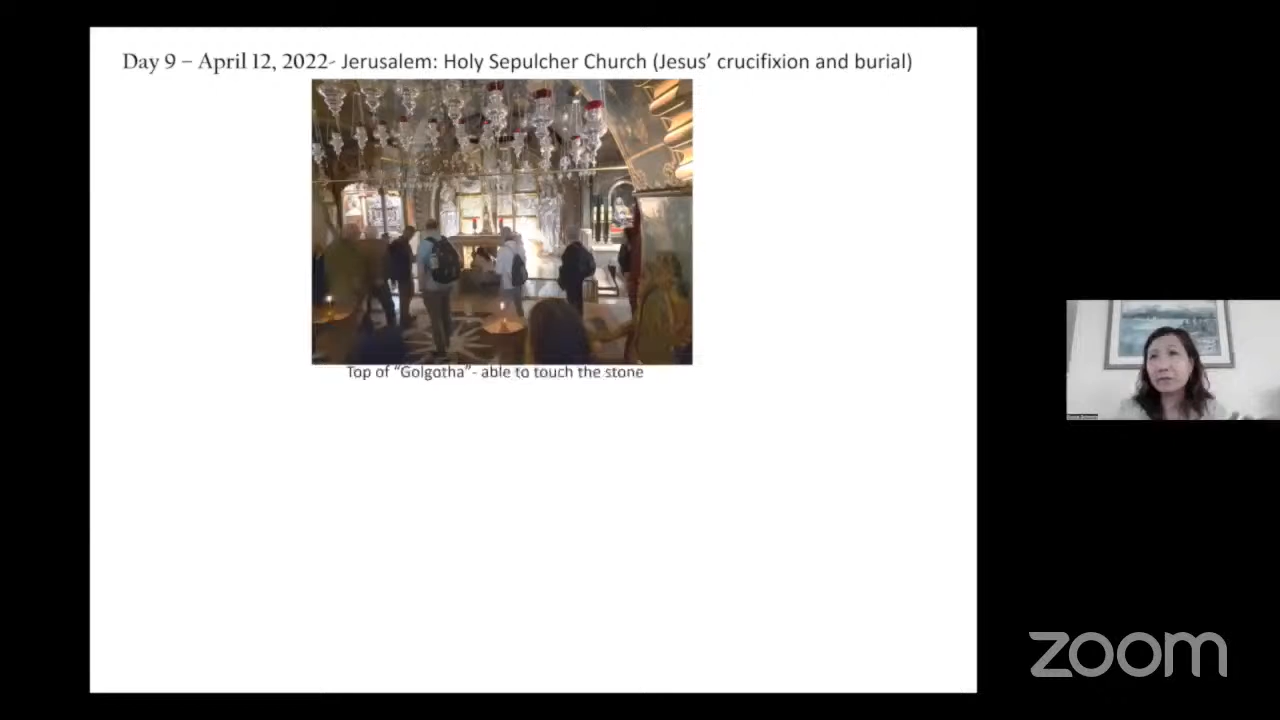 Day 9 – April 12, 2022- Jerusalem: Holy Sepulcher Church (Jesus’ crucifixion and burial)
Top of “Golgotha”- able to touch the stone
zoom